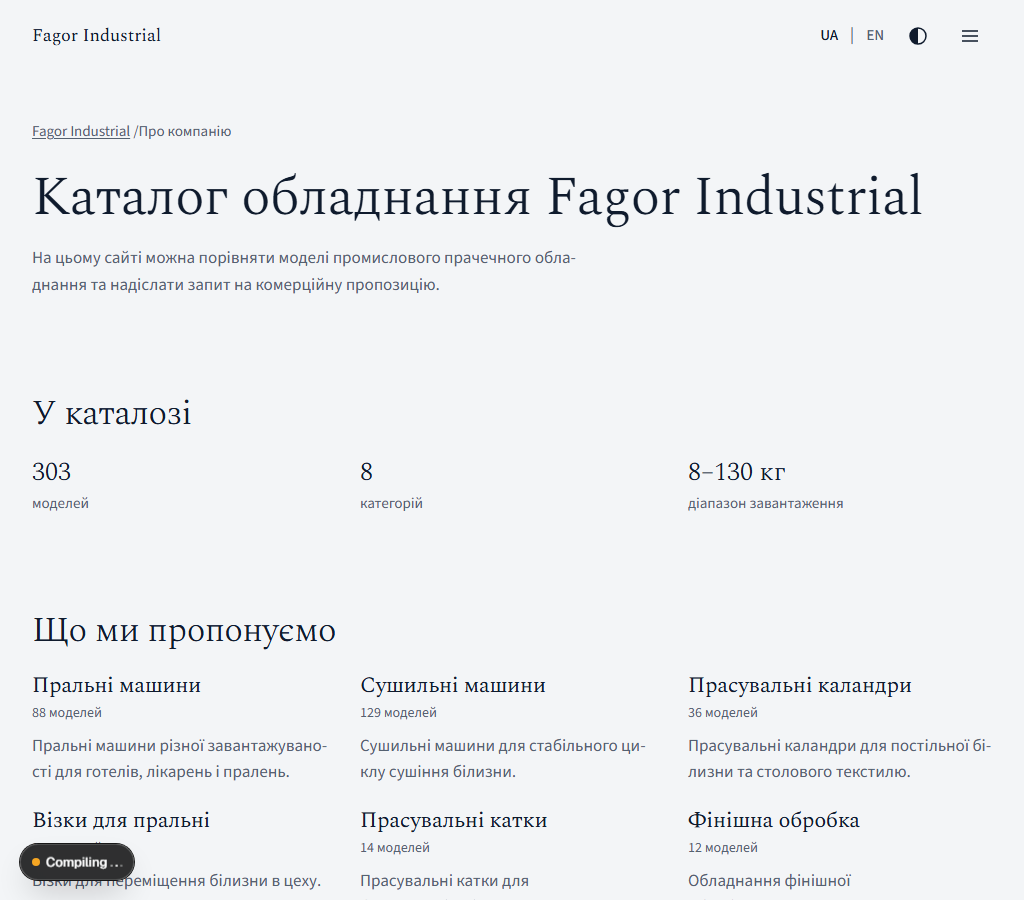 Fagor Industrial
UA | EN
Fagor Industrial /Про компанію
Каталог обладнання Fagor Industrial
На цьому сайті можна порівняти моделі промислового прачечного обла-
днання та надіслати запит на комерційну пропозицію.
У каталозі
303
моделей
8
категорій
8–130 кг
діапазон завантаження
Що ми пропонуємо
Пральні машини
88 моделей
Пральні машини різної завантажувано-
сті для готелів, лікарень і пралень.
Сушильні машини
129 моделей
Сушильні машини для стабільного ци-
клу сушіння білизни.
Прасувальні каландри
36 моделей
Прасувальні каландри для постільної бі-
лизни та столового текстилю.
Візки для пральні
Візки для переміщення білизни в цеху.
Прасувальні катки
14 моделей
Прасувальні катки для
Фінішна обробка
12 моделей
Обладнання фінішної
Compiling ...